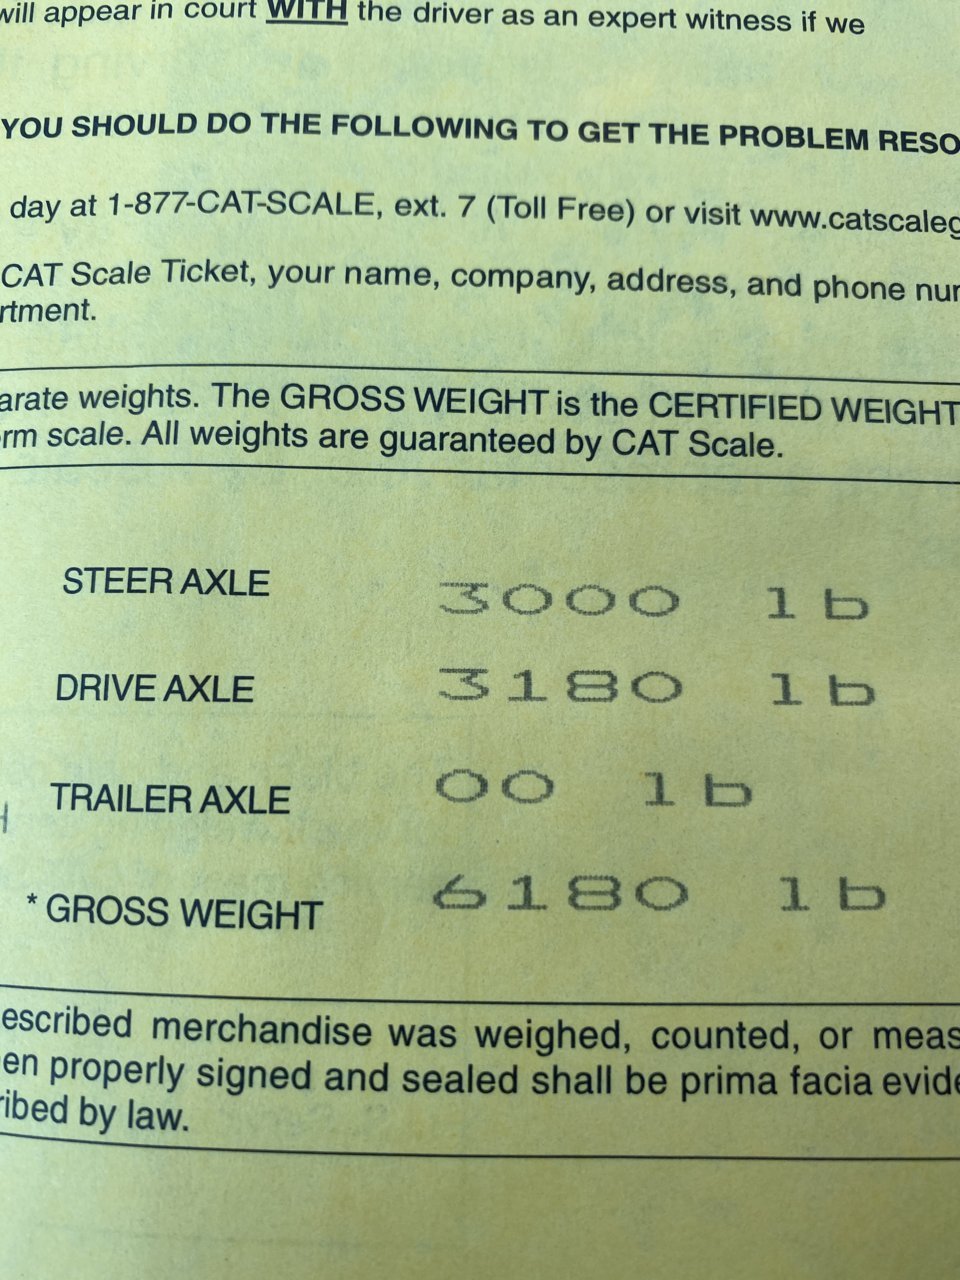 will appear in court WITH the driver as an expert witness if we
YOU SHOULD DO THE FOLLOWING TO GET THE PROBLEM RESO
day at 1-877-CAT-SCALE, ext. 7 (Toll Free) or visit www.catscaleg
CAT Scale Ticket, your name, company, address, and phone nur
rtment.
arate weights. The GROSS WEIGHT is the CERTIFIED WEIGHT
rm scale. All weights are guaranteed by CAT Scale.
STEER AXLE 3000 lb
DRIVE AXLE 3180 lb
TRAILER AXLE 00 lb
* GROSS WEIGHT 6180 lb
escribed merchandise was weighed, counted, or meas
en properly signed and sealed shall be prima facia evide
ribed by law.